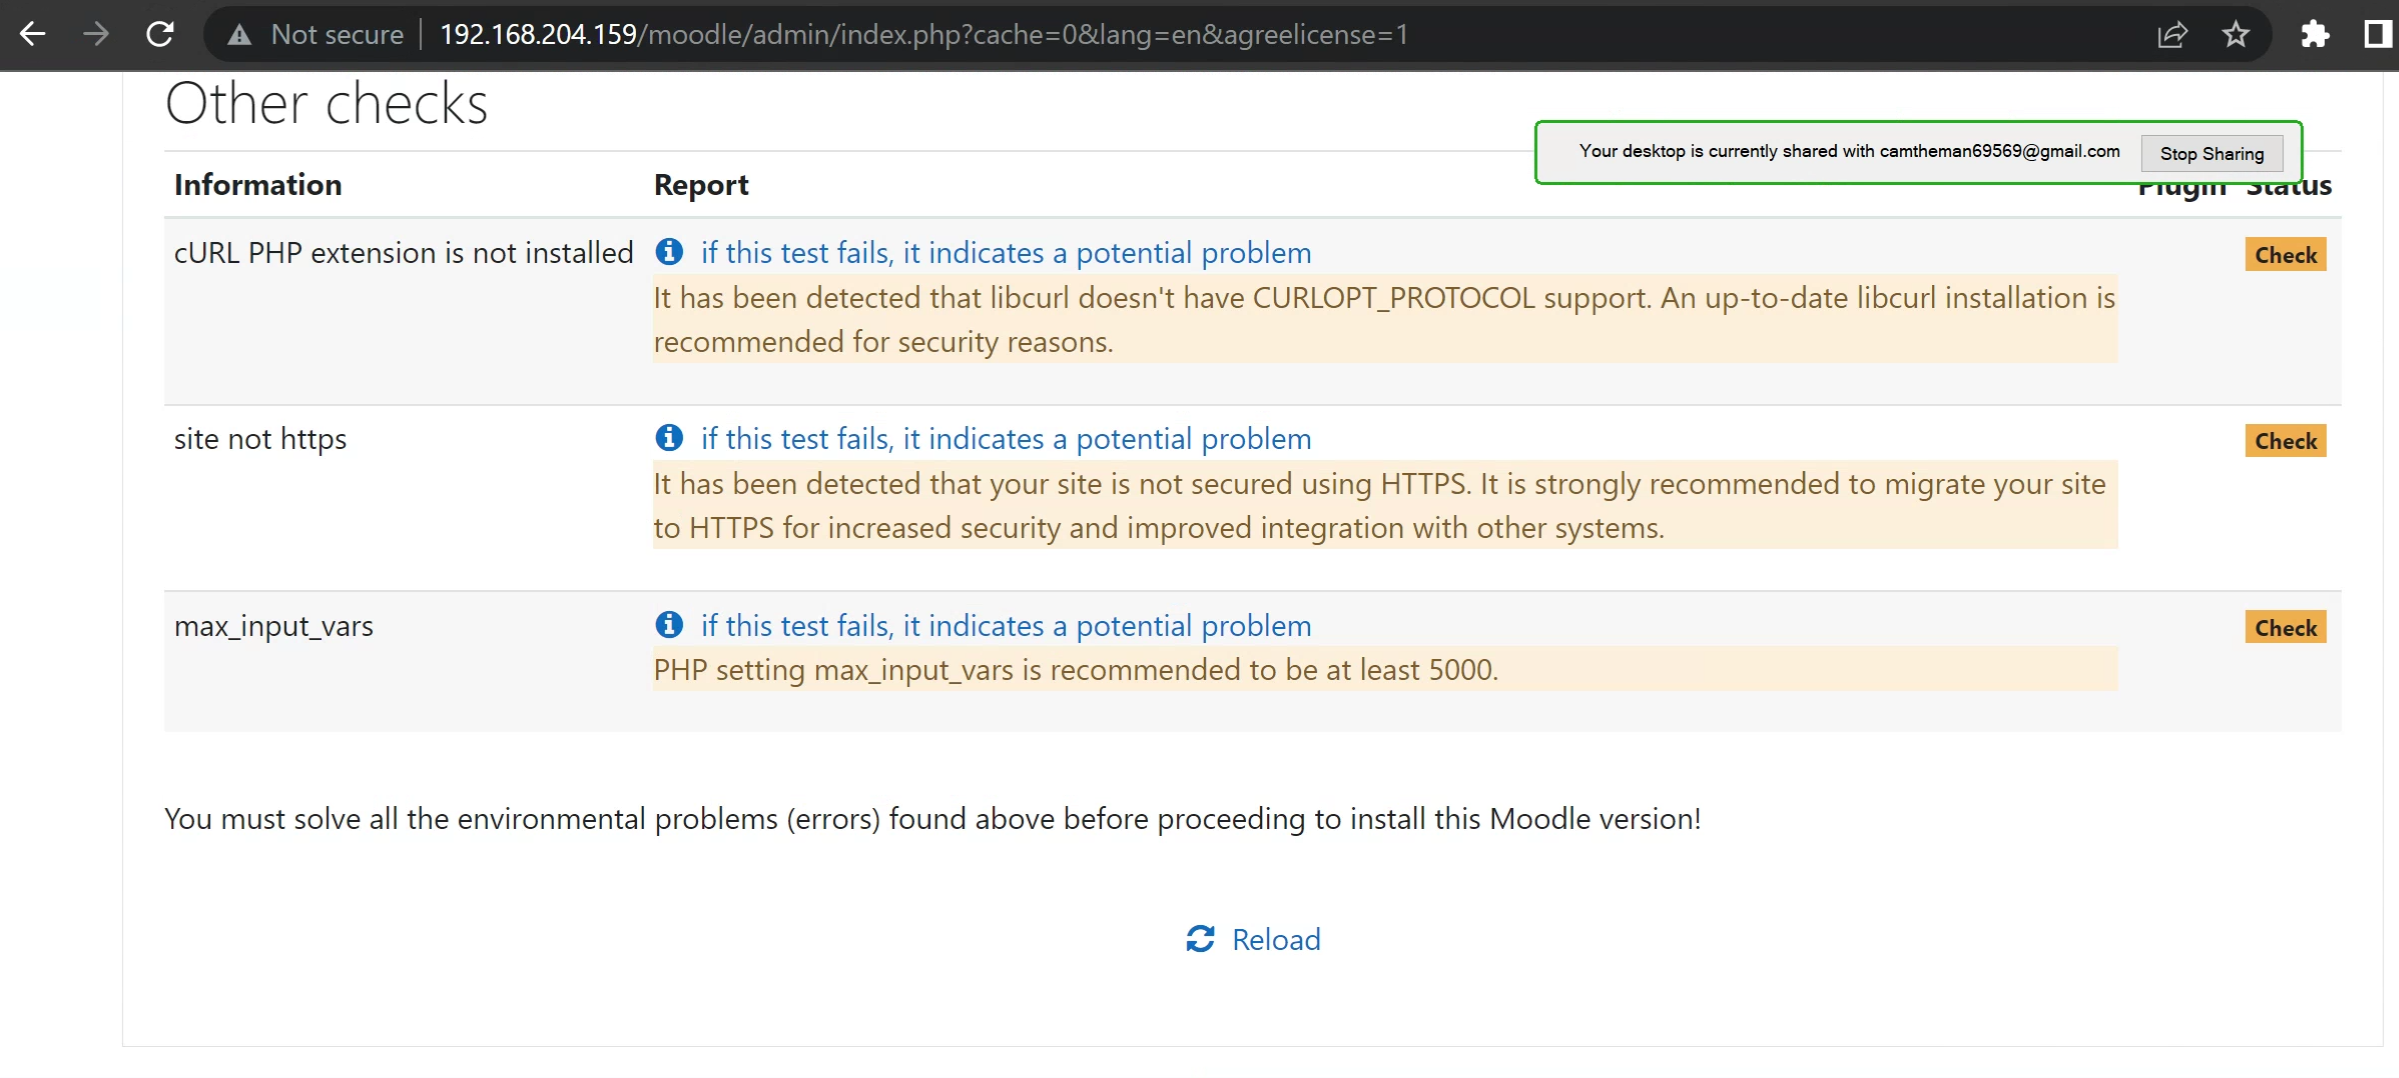 Not secure 192.168.204.159/moodle/admin/index.php?cache=0&lang=en&agreelicense=1
Other checks
Your desktop is currently shared with camtheman69569@gmail.com Stop Sharing
Information Report Plugin Status
cURL PHP extension is not installed if this test fails, it indicates a potential problem Check
It has been detected that libcurl doesn't have CURLOPT_PROTOCOL support. An up-to-date libcurl installation is
recommended for security reasons.
site not https if this test fails, it indicates a potential problem Check
It has been detected that your site is not secured using HTTPS. It is strongly recommended to migrate your site
to HTTPS for increased security and improved integration with other systems.
max_input_vars if this test fails, it indicates a potential problem Check
PHP setting max_input_vars is recommended to be at least 5000.
You must solve all the environmental problems (errors) found above before proceeding to install this Moodle version!
Reload